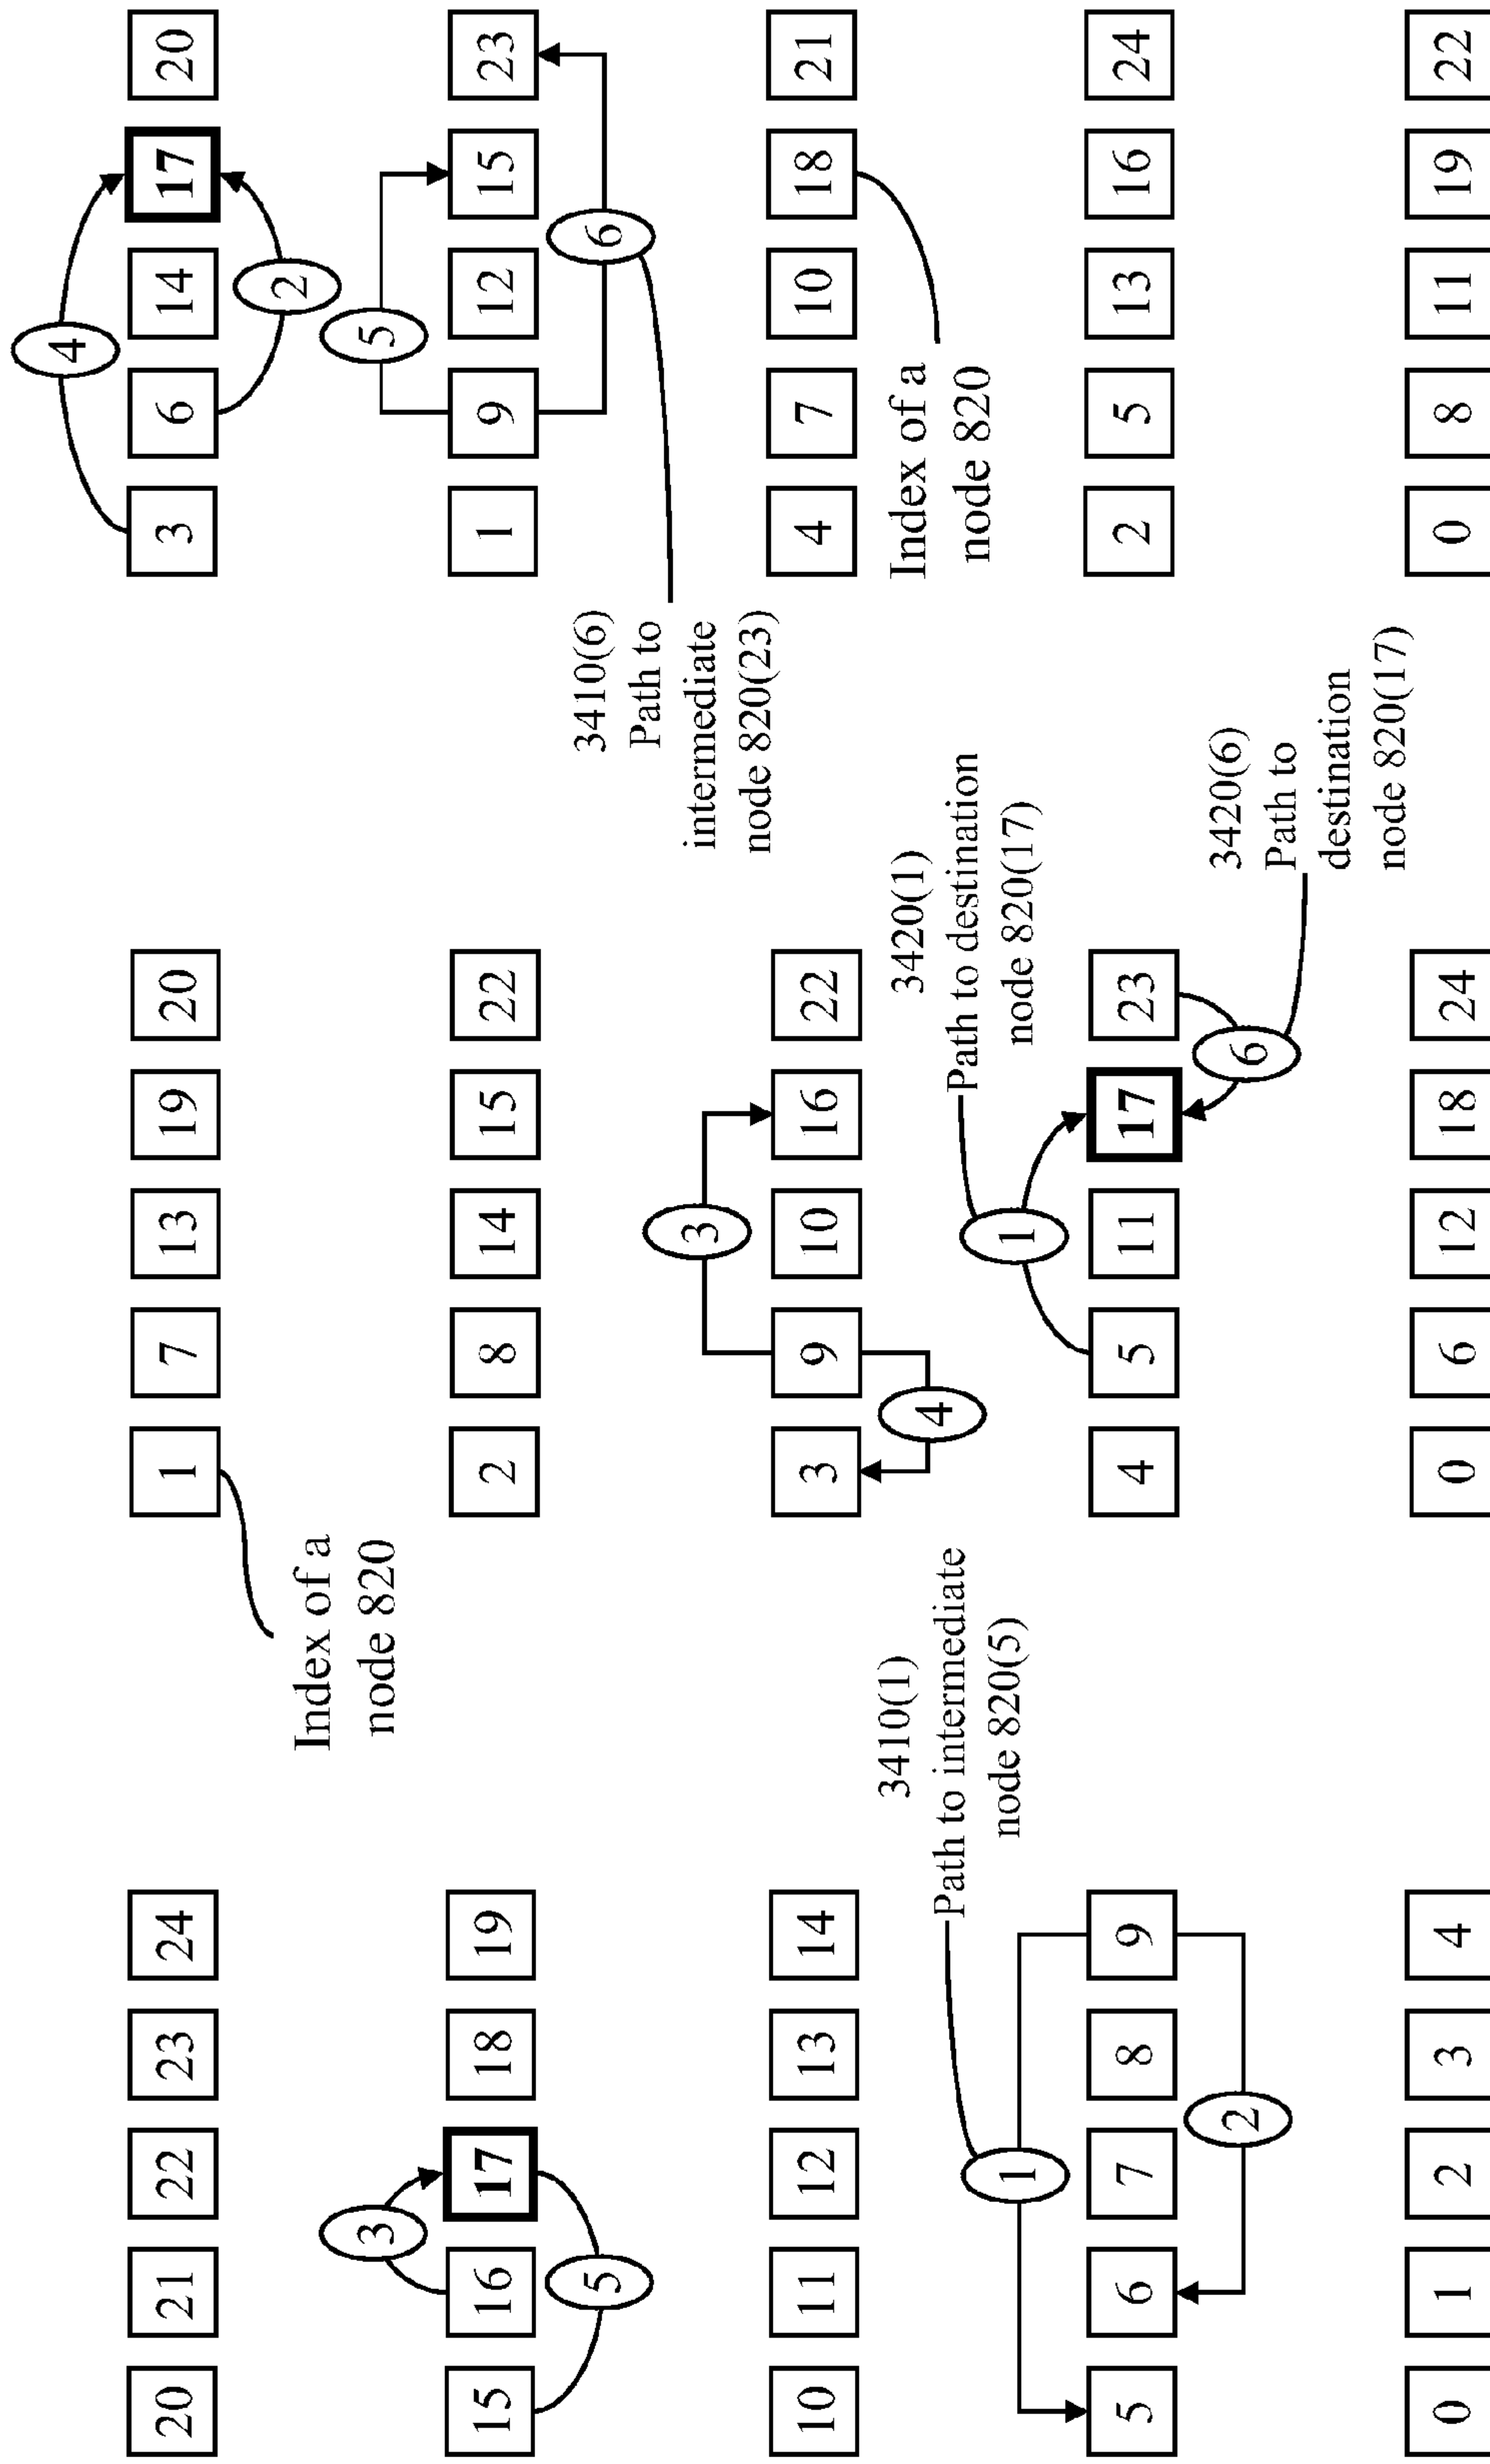 20 21 22 23 24
3
15 16 17 18 19
5
10 11 12 13 14
3410(1)
Path to intermediate
node 820(5)
1
5 6 7 8 9
2
0 1 2 3 4
1 7 13 19 20
Index of a
node 820
2 8 14 15 22
3
3 9 10 16 22
4
3420(1)
Path to destination
node 820(17)
1
4 5 11 17 23
6
3420(6)
Path to
destination
node 820(17)
0 6 12 18 24
4
3 6 14 17 20
2
5
1 9 12 15 23
6
3410(6)
Path to
intermediate
node 820(23)
4 7 10 18 21
Index of a
node 820
2 5 13 16 24
0 8 11 19 22